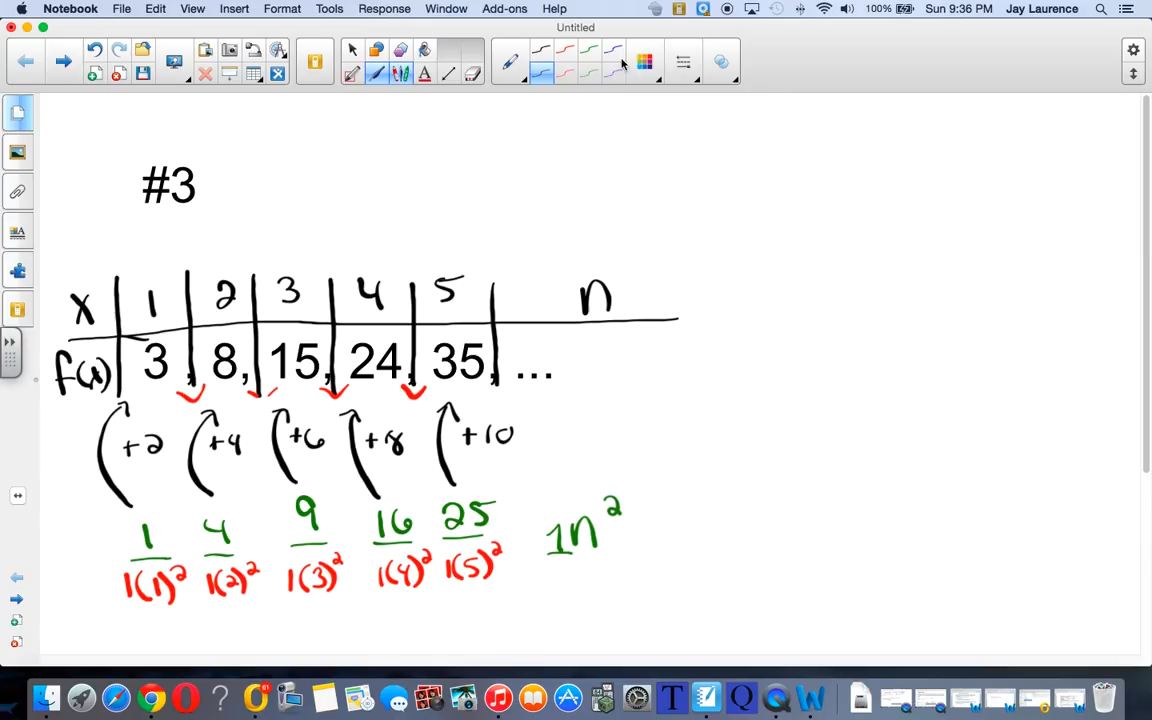 Notebook File Edit View Insert Format Tools Response Window Add-ons Help 100% Sun 9:36 PM Jay Laurence
Untitled
#3
x 1 2 3 4 5 n
f(x) 3, 8, 15, 24, 35, ...
+2 +4 +6 +8 +10
1 4 9 16 25 1n²
1(1)² 1(2)² 1(3)² 1(4)² 1(5)²